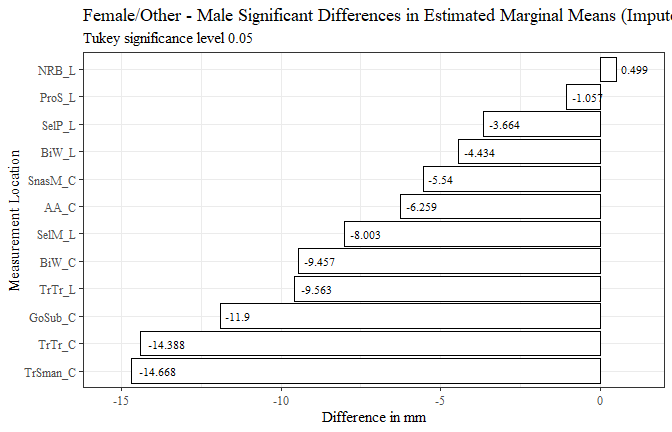 Female/Other - Male Significant Differences in Estimated Marginal Means (Impute
Tukey significance level 0.05
Measurement Location
NRB_L 0.499
ProS_L -1.057
SelP_L -3.664
BiW_L -4.434
SnasM_C -5.54
AA_C -6.259
SelM_L -8.003
BiW_C -9.457
TrTr_L -9.563
GoSub_C -11.9
TrTr_C -14.388
TrSman_C -14.668
-15 -10 -5 0
Difference in mm